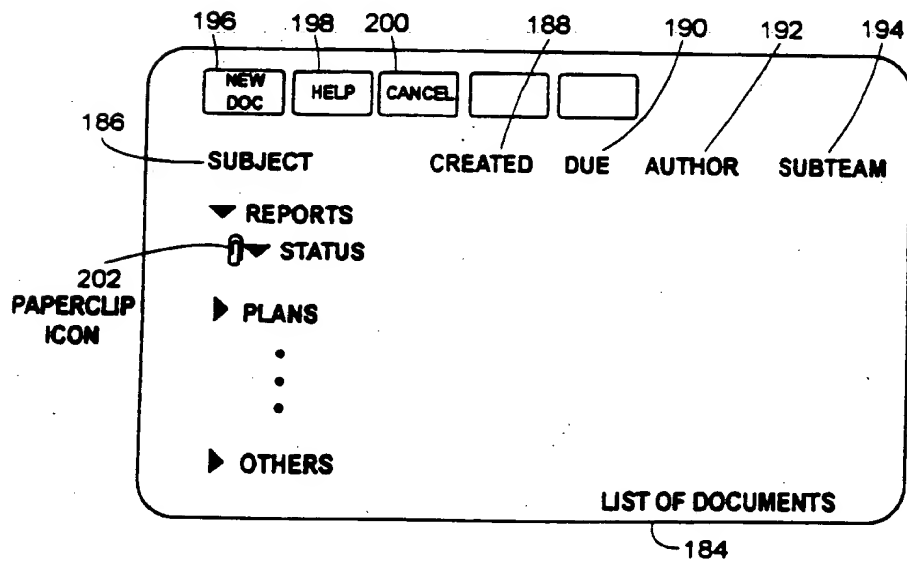 196 198 200 188 190 192 194
NEW DOC HELP CANCEL
186
SUBJECT CREATED DUE AUTHOR SUBTEAM
REPORTS
STATUS
202
PAPERCLIP
ICON
PLANS
OTHERS
LIST OF DOCUMENTS
184